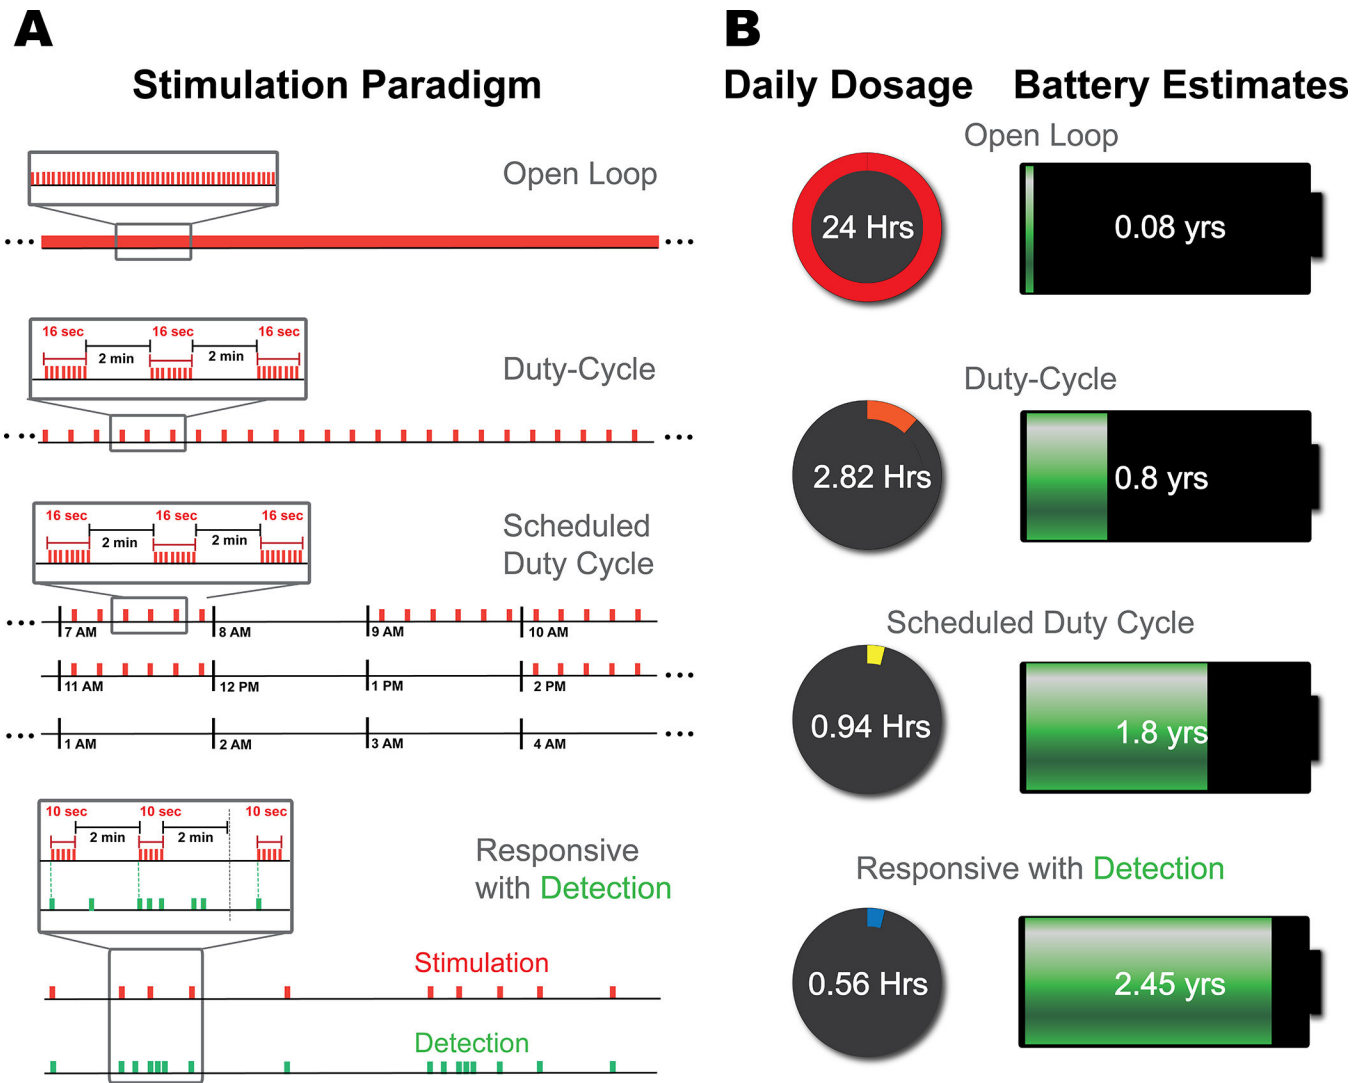 A
Stimulation Paradigm
Open Loop
16 sec 16 sec 16 sec
2 min 2 min
Duty-Cycle
16 sec 16 sec 16 sec
2 min 2 min
Scheduled
Duty Cycle
7 AM 8 AM 9 AM 10 AM
11 AM 12 PM 1 PM 2 PM
1 AM 2 AM 3 AM 4 AM
10 sec 10 sec 10 sec
2 min 2 min
Responsive
with Detection
Stimulation
Detection
B
Daily Dosage Battery Estimates
Open Loop
24 Hrs 0.08 yrs
Duty-Cycle
2.82 Hrs 0.8 yrs
Scheduled Duty Cycle
0.94 Hrs 1.8 yrs
Responsive with Detection
0.56 Hrs 2.45 yrs